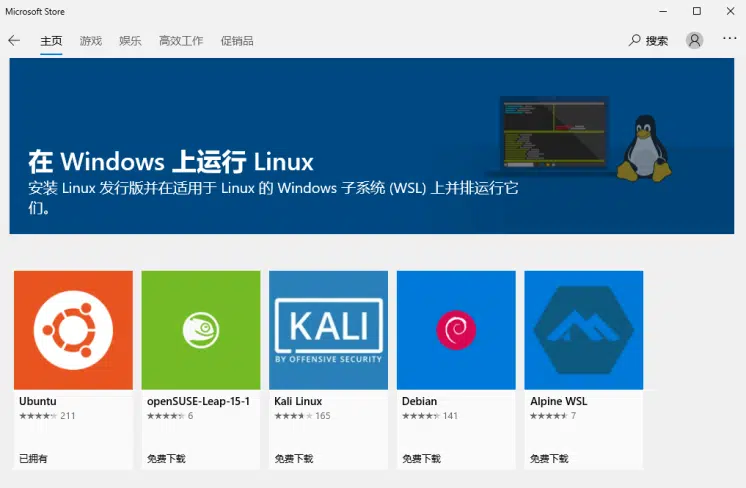 Microsoft Store
主页 游戏 娱乐 高效工作 促销品 搜索
在 Windows 上运行 Linux
安装 Linux 发行版并在适用于 Linux 的 Windows 子系统 (WSL) 上并排运行它
们。
KALI
BY OFFENSIVE SECURITY
Ubuntu openSUSE-Leap-15-1 Kali Linux Debian Alpine WSL
211 6 165 141 7
已拥有 免费下载 免费下载 免费下载 免费下载